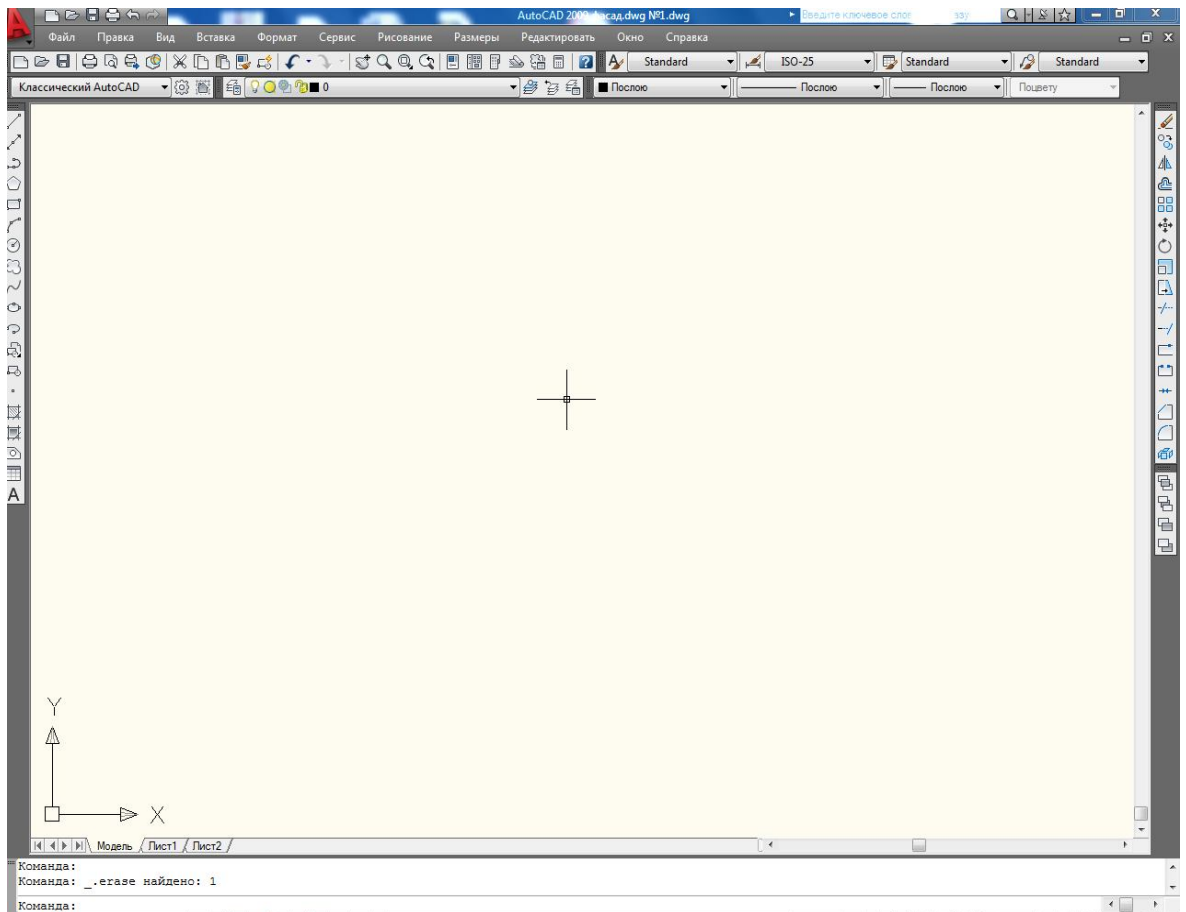 AutoCAD 2009 Фасад.dwg №1.dwg Введите ключевое слово
Файл Правка Вид Вставка Формат Сервис Рисование Размеры Редактировать Окно Справка
Standard ISO-25 Standard Standard
Классический AutoCAD 0 Послою Послою Послою Поцвету
A
Y
X
Модель Лист1 Лист2
Команда:
Команда: _.erase найдено: 1
Команда: